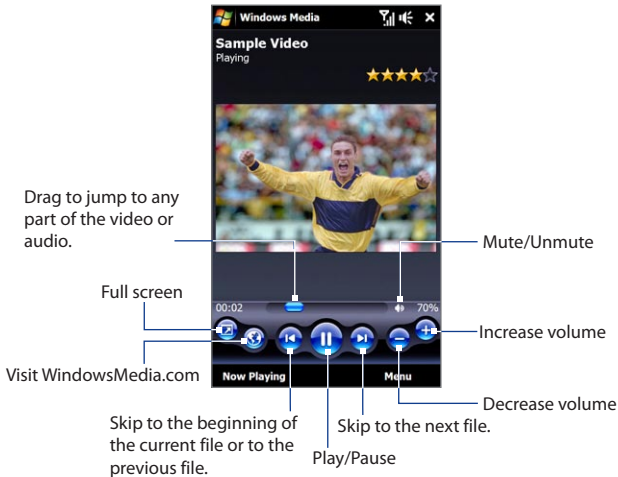 Windows Media
Sample Video
Playing
Drag to jump to any
part of the video or
audio.
Mute/Unmute
Full screen
00:02
70%
Increase volume
Visit WindowsMedia.com
Now Playing
Menu
Decrease volume
Skip to the beginning of
the current file or to the
previous file.
Skip to the next file.
Play/Pause